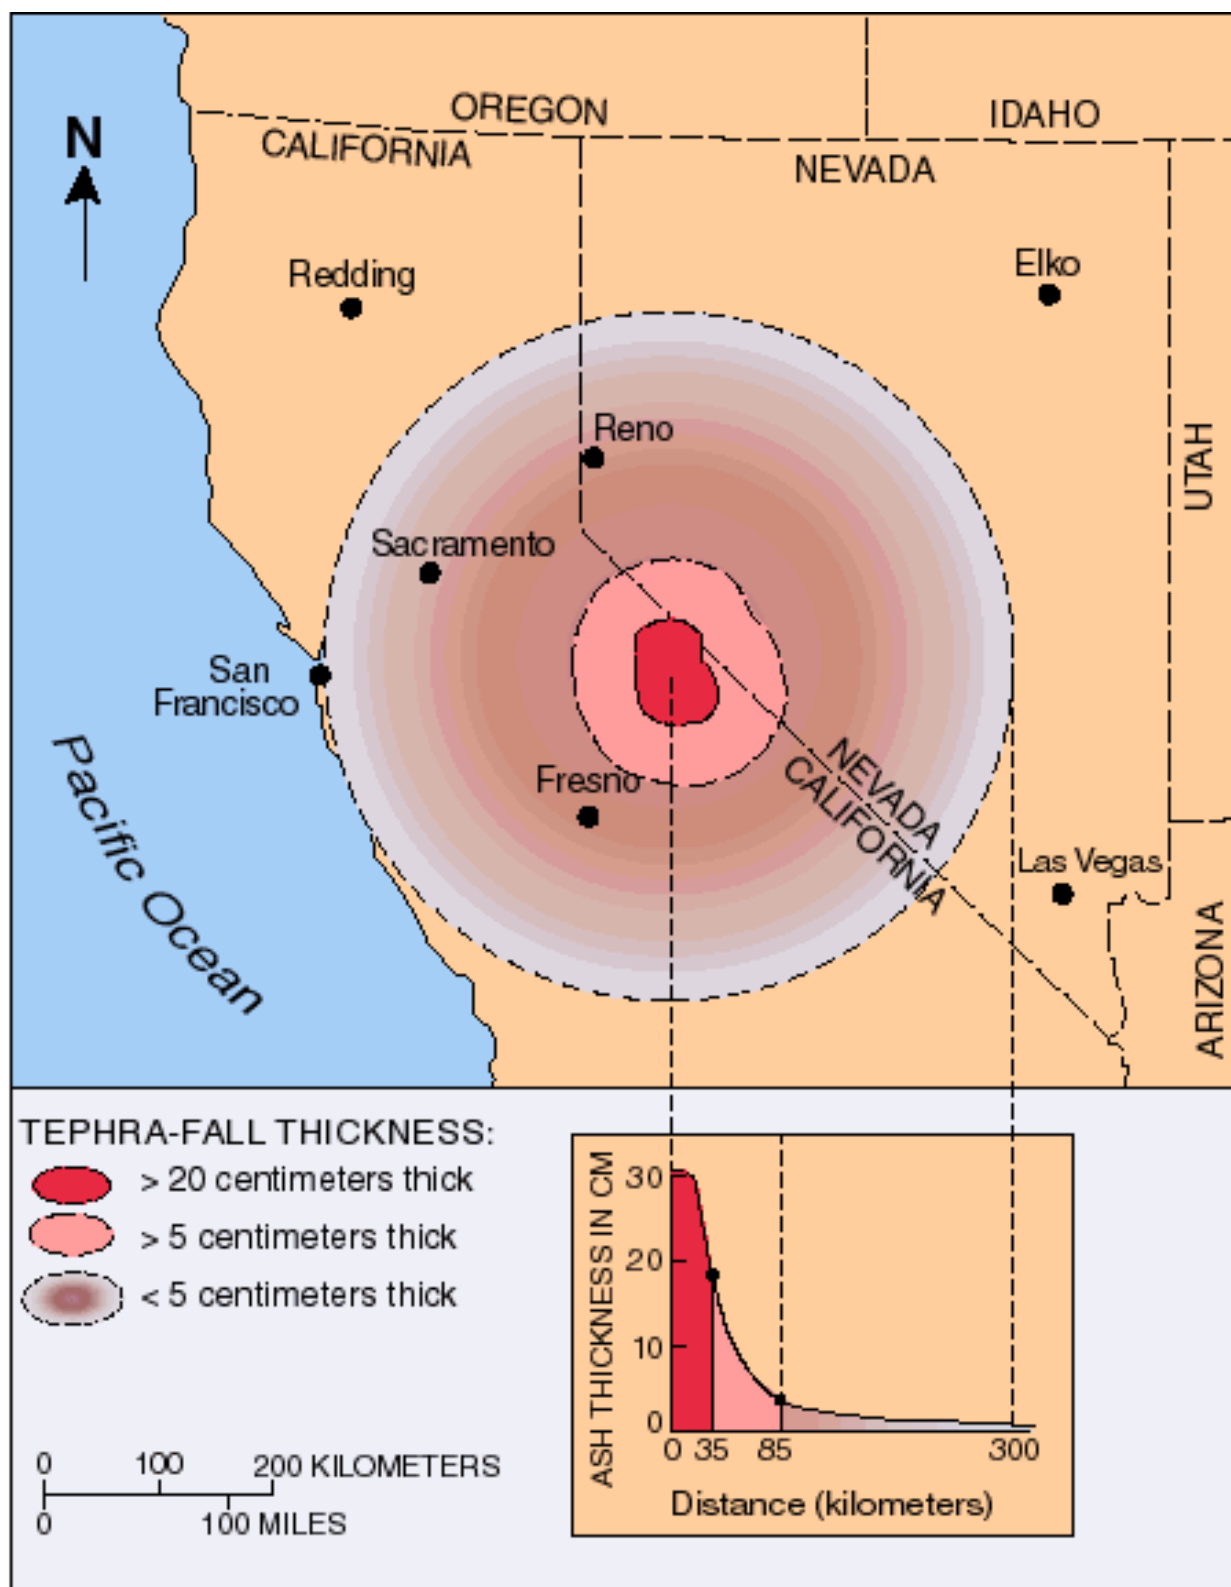 OREGON
IDAHO
N
CALIFORNIA
NEVADA
Redding
Elko
Reno
UTAH
Sacramento
San
Francisco
Pacific Ocean
Fresno
NEVADA
CALIFORNIA
Las Vegas
ARIZONA
TEPHRA-FALL THICKNESS:
> 20 centimeters thick
> 5 centimeters thick
< 5 centimeters thick
0 100 200 KILOMETERS
0 100 MILES
ASH THICKNESS IN CM
30
20
10
0
0 35 85 300
Distance (kilometers)